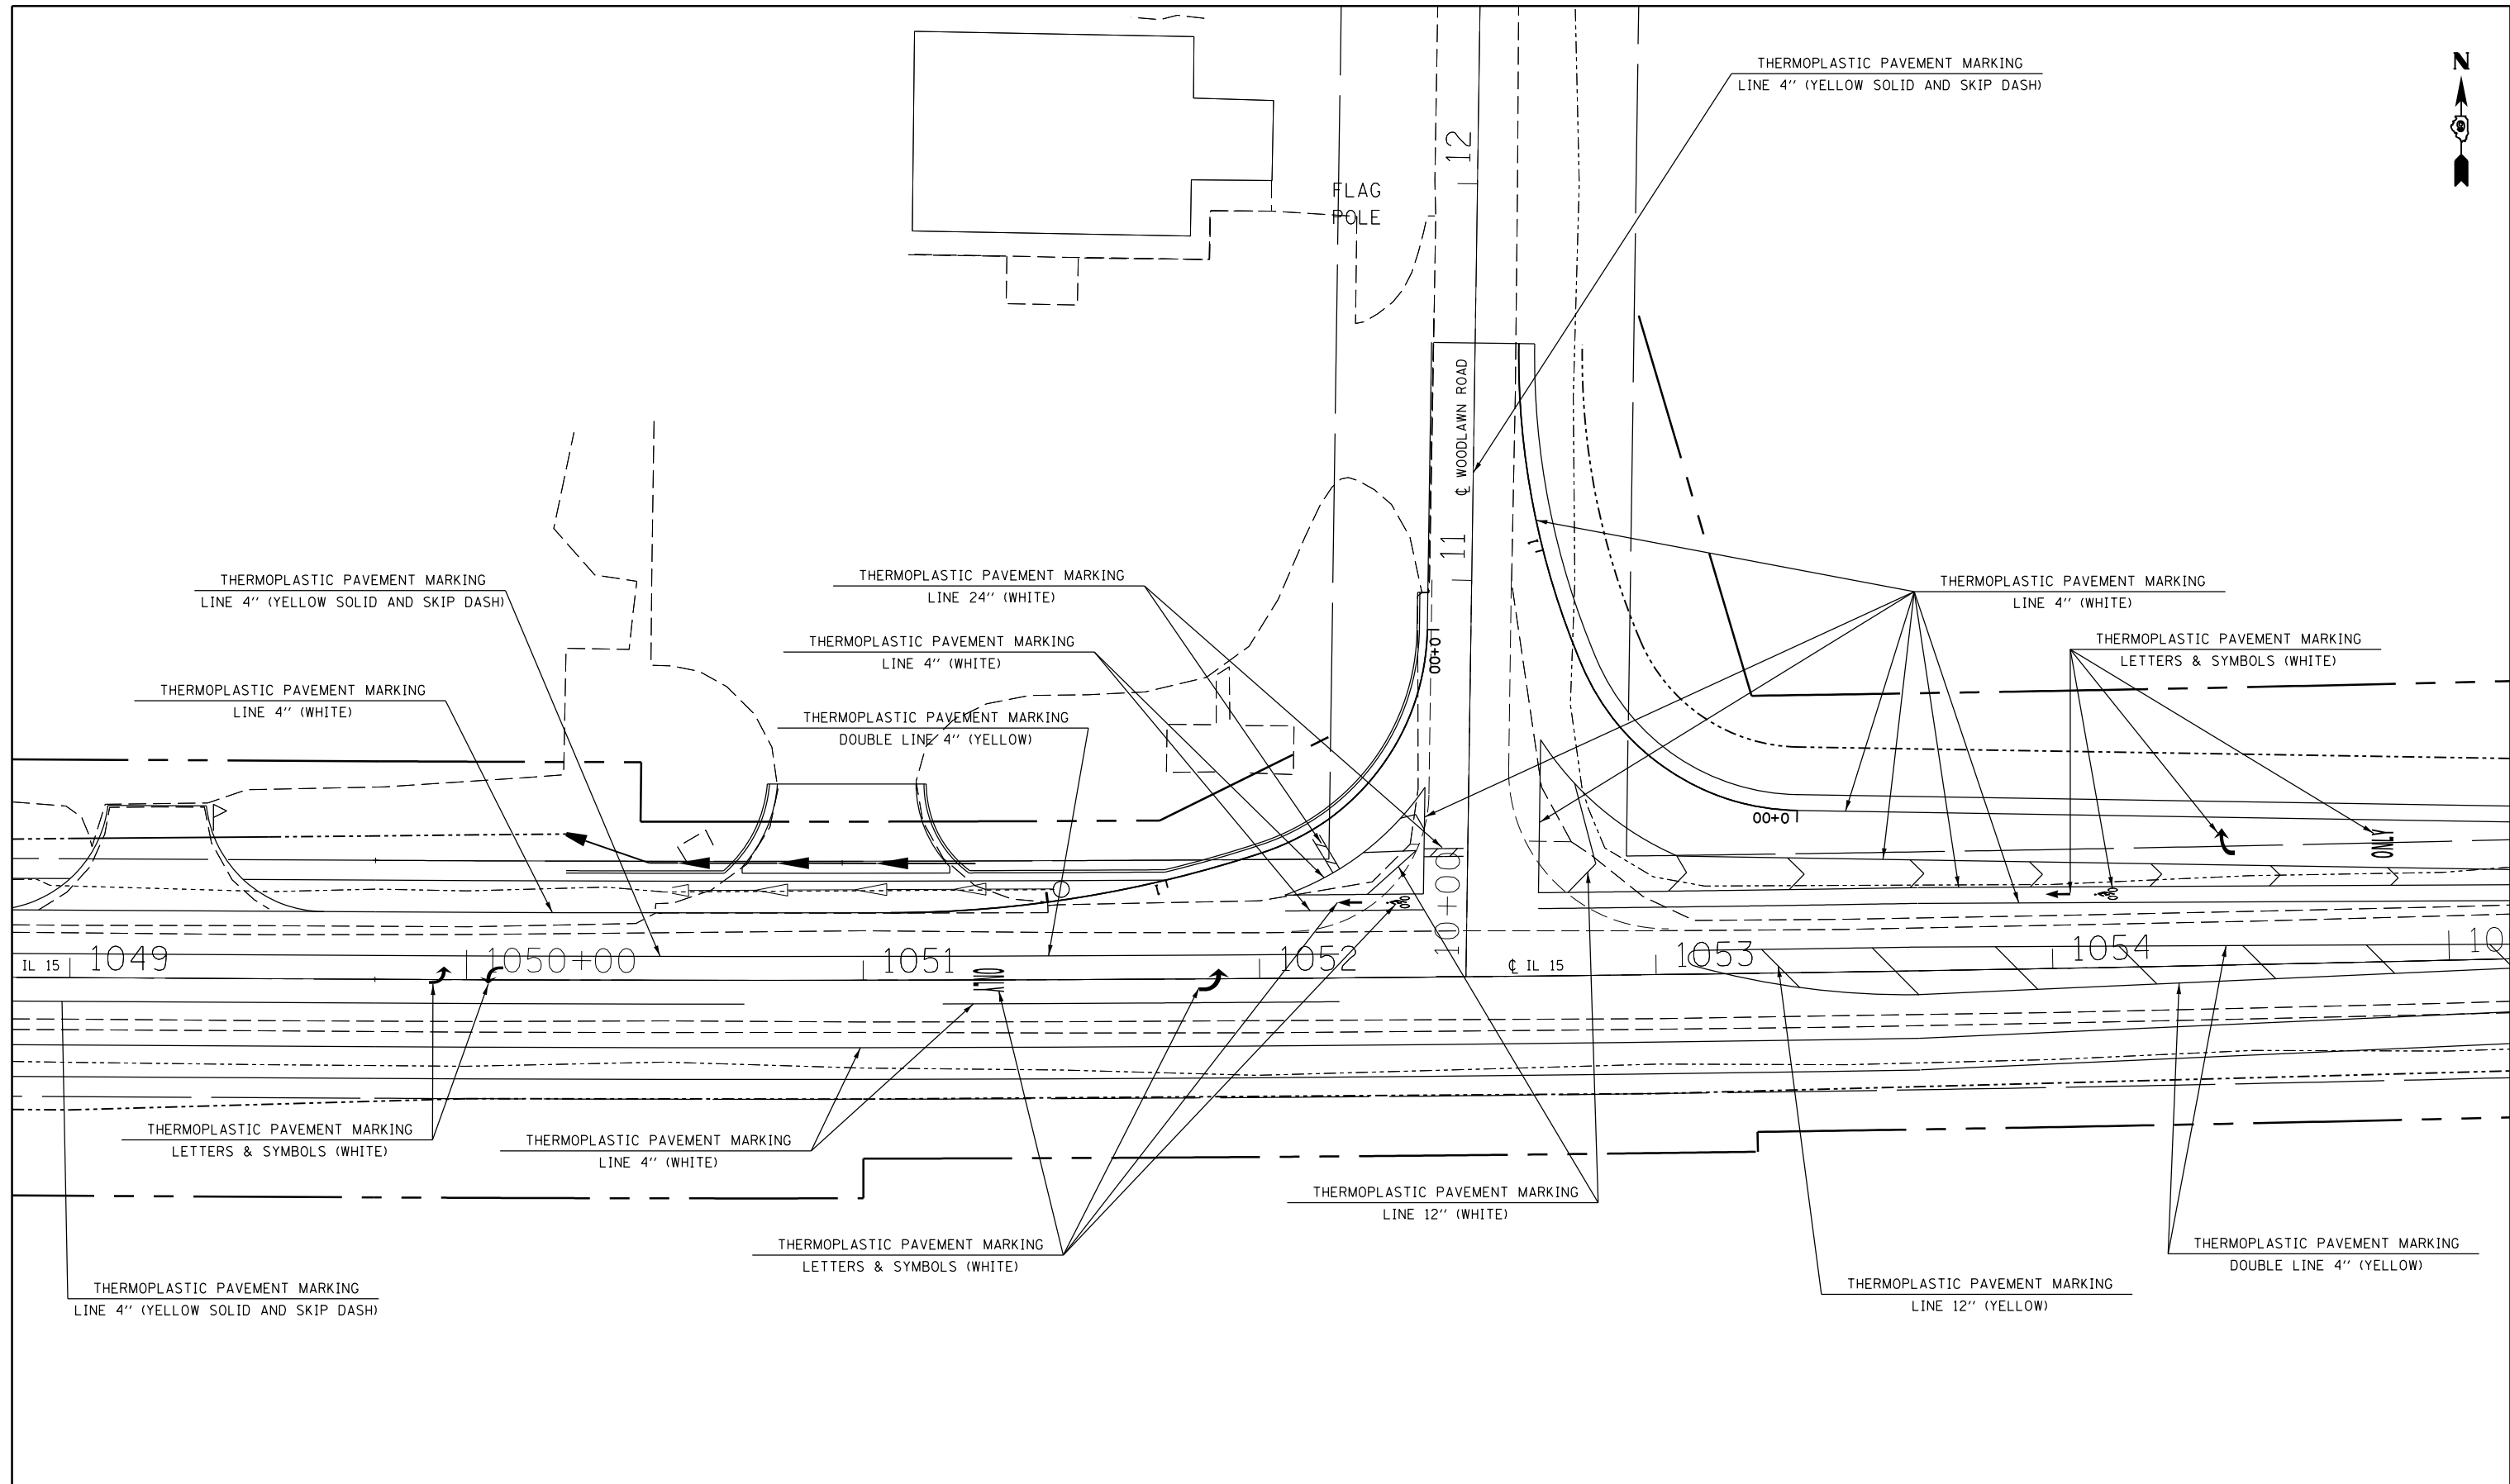 THERMOPLASTIC PAVEMENT MARKING
LINE 4'' (YELLOW SOLID AND SKIP DASH)
N
12
FLAG
POLE
℄ WOODLAWN ROAD
11
THERMOPLASTIC PAVEMENT MARKING
LINE 4'' (YELLOW SOLID AND SKIP DASH)
THERMOPLASTIC PAVEMENT MARKING
LINE 24'' (WHITE)
THERMOPLASTIC PAVEMENT MARKING
LINE 4'' (WHITE)
THERMOPLASTIC PAVEMENT MARKING
LINE 4'' (WHITE)
THERMOPLASTIC PAVEMENT MARKING
LETTERS & SYMBOLS (WHITE)
THERMOPLASTIC PAVEMENT MARKING
LINE 4'' (WHITE)
THERMOPLASTIC PAVEMENT MARKING
DOUBLE LINE 4'' (YELLOW)
0+00
11
11
0+00
ONLY
10+00
IL 15
1049
1050+00
1051
ONLY
1052
℄ IL 15
1053
1054
10
THERMOPLASTIC PAVEMENT MARKING
LETTERS & SYMBOLS (WHITE)
THERMOPLASTIC PAVEMENT MARKING
LINE 4'' (WHITE)
THERMOPLASTIC PAVEMENT MARKING
LINE 12'' (WHITE)
THERMOPLASTIC PAVEMENT MARKING
LETTERS & SYMBOLS (WHITE)
THERMOPLASTIC PAVEMENT MARKING
DOUBLE LINE 4'' (YELLOW)
THERMOPLASTIC PAVEMENT MARKING
LINE 4'' (YELLOW SOLID AND SKIP DASH)
THERMOPLASTIC PAVEMENT MARKING
LINE 12'' (YELLOW)